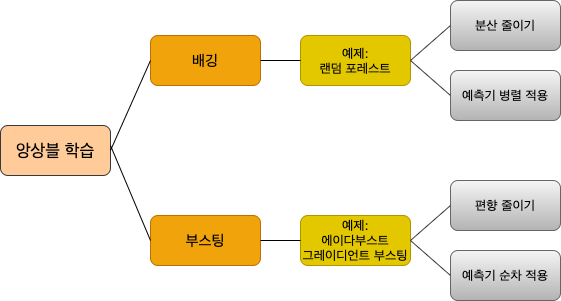 앙상블 학습
배깅
예제:
랜덤 포레스트
분산 줄이기
예측기 병렬 적용
부스팅
예제:
에이다부스트
그레이디언트 부스팅
편향 줄이기
예측기 순차 적용